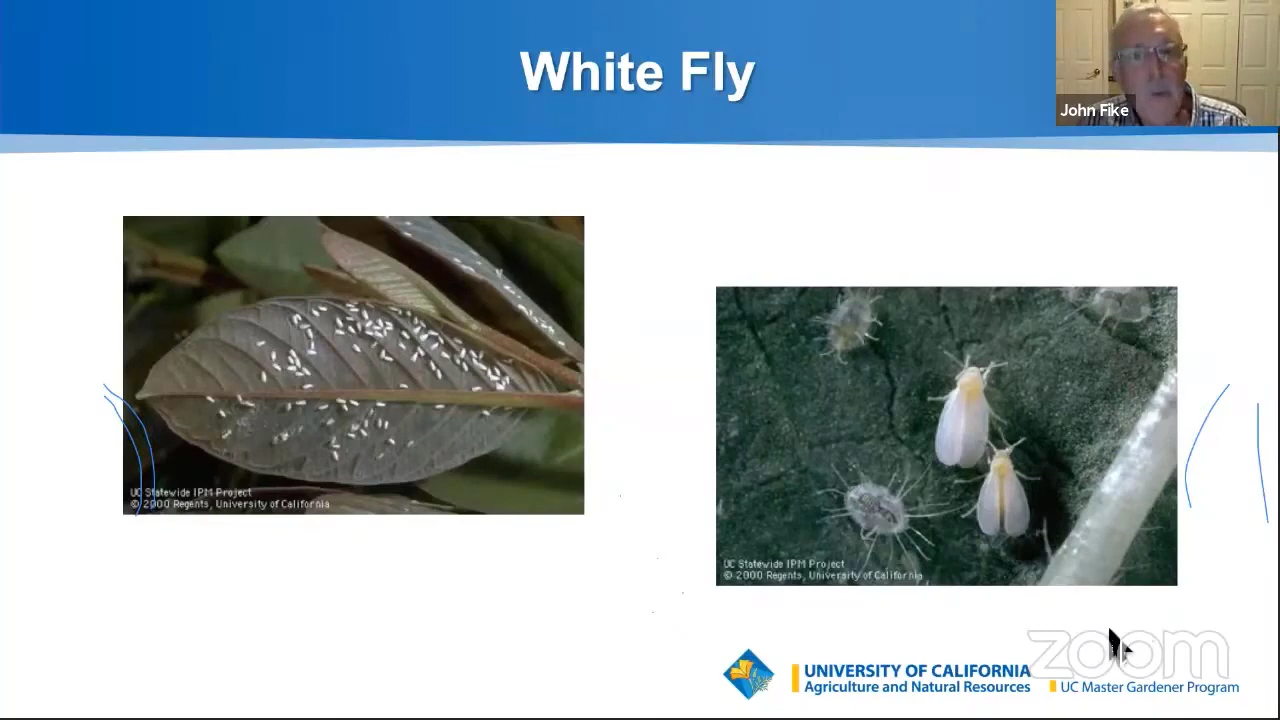 White Fly
John Fike
UC Statewide IPM Project
© 2000 Regents, University of California
UC Statewide IPM Project
© 2000 Regents, University of California
zoom
UNIVERSITY OF CALIFORNIA
Agriculture and Natural Resources
UC Master Gardener Program